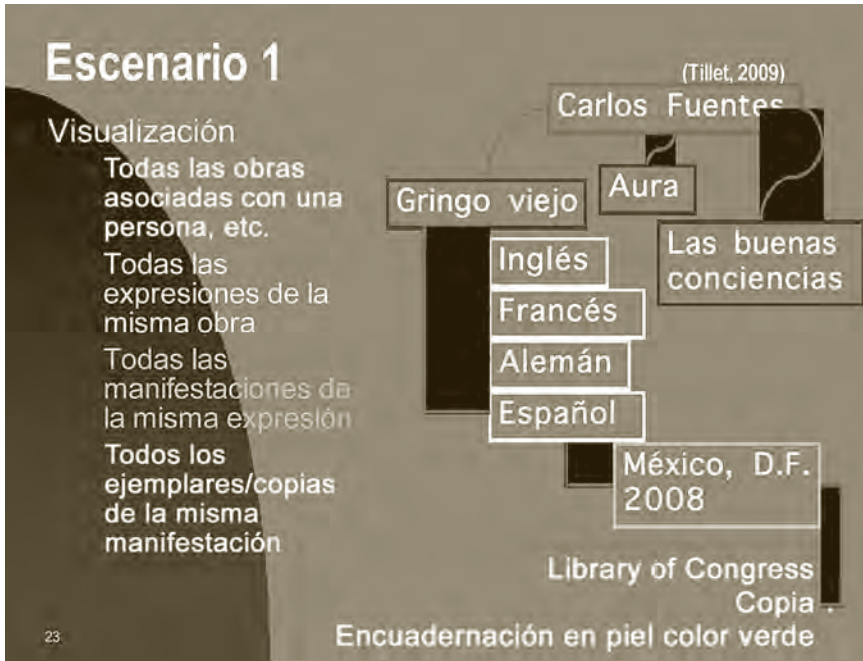 Escenario 1
Visualización
Todas las obras
asociadas con una
persona, etc.
Todas las
expresiones de la
misma obra
Todas las
manifestaciones de
la misma expresión
Todos los
ejemplares/copias
de la misma
manifestación
23
(Tillet, 2009)
Carlos Fuentes
Gringo viejo
Aura
Las buenas
conciencias
Inglés
Francés
Alemán
Español
México, D.F.
2008
Library of Congress
Copia
Encuadernación en piel color verde